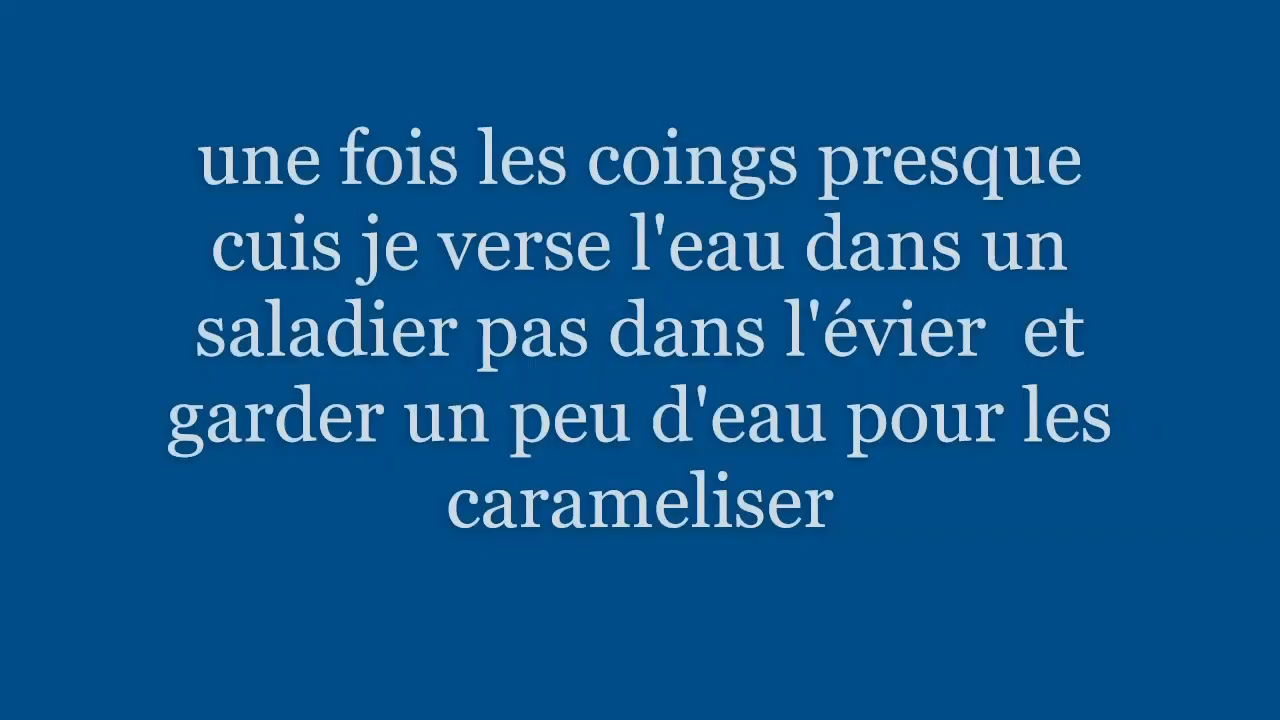 une fois les coings presque
cuis je verse l'eau dans un
saladier pas dans l'évier  et
garder un peu d'eau pour les
carameliser